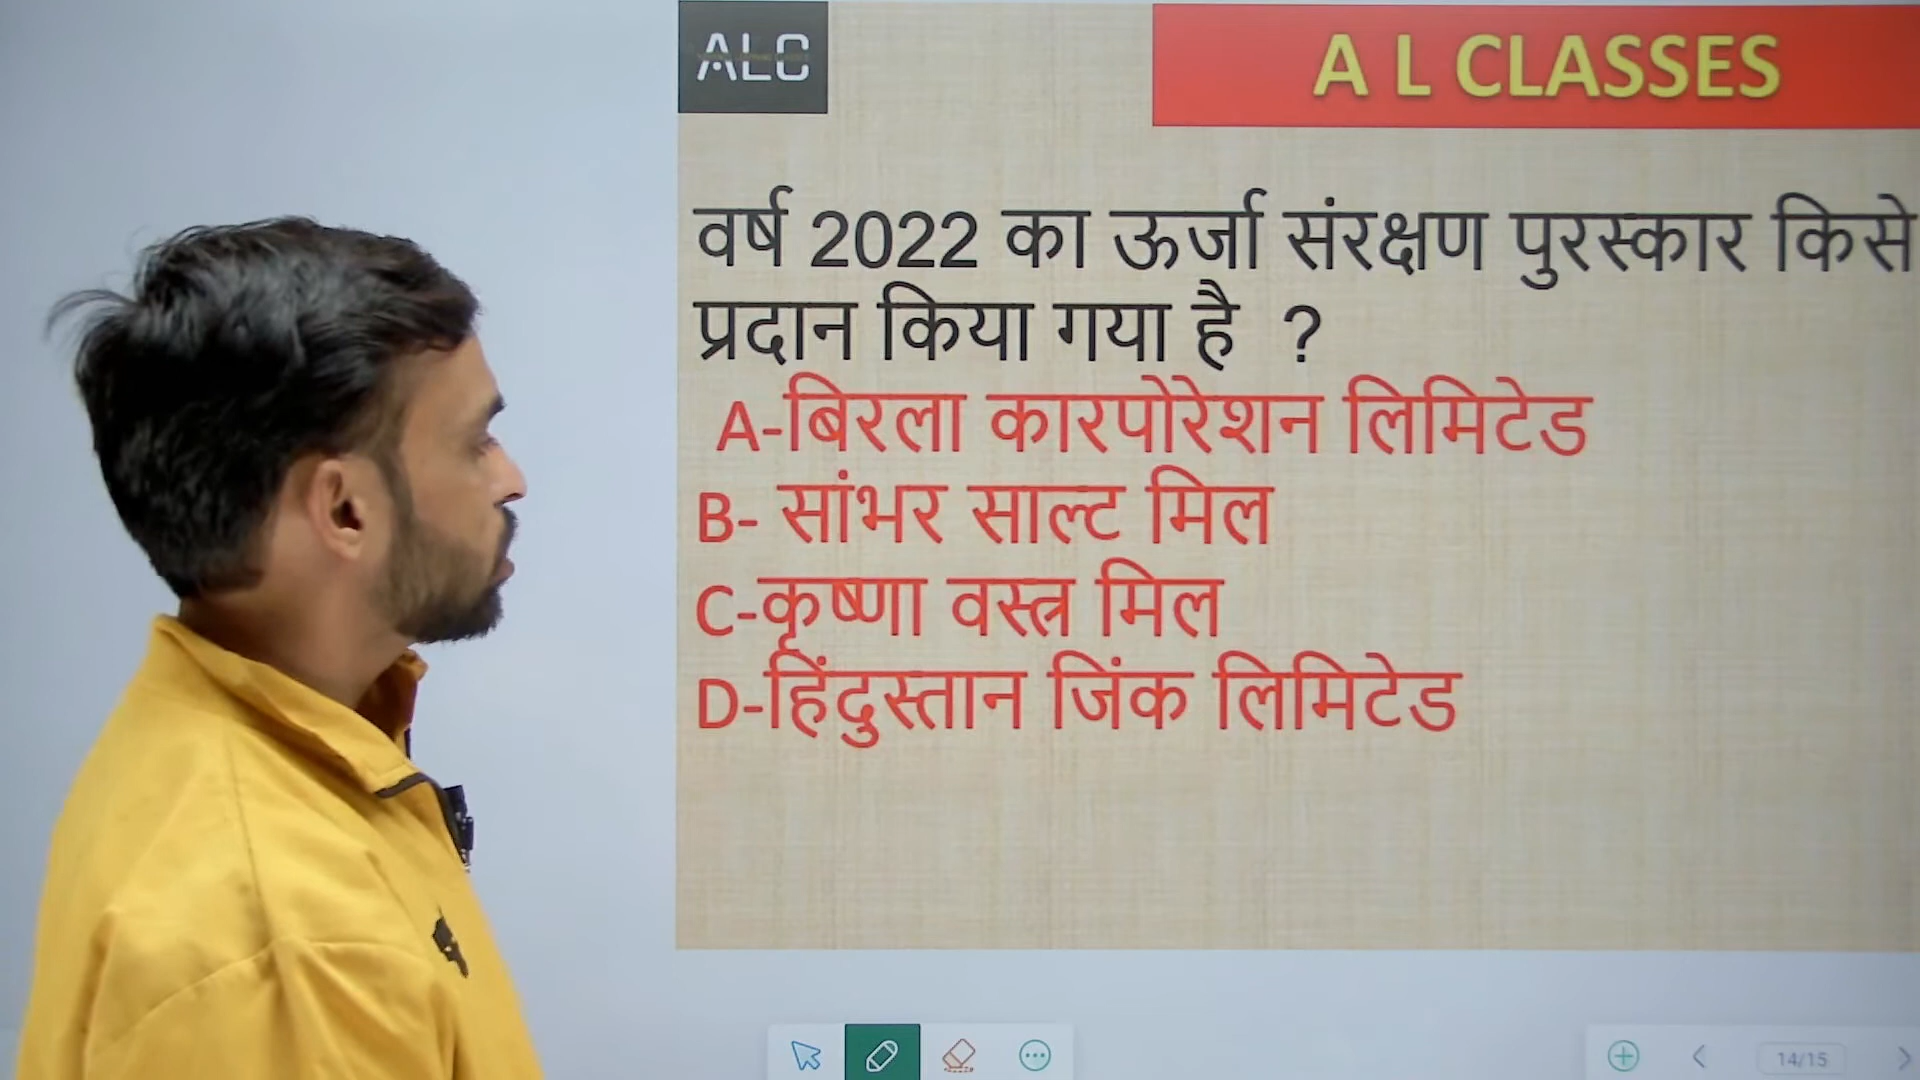 ALC
A L CLASSES
वर्ष 2022 का ऊर्जा संरक्षण पुरस्कार किसे
प्रदान किया गया है ?
A-बिरला कारपोरेशन लिमिटेड
B- सांभर साल्ट मिल
C-कृष्णा वस्त्र मिल
D-हिंदुस्तान जिंक लिमिटेड
14/15